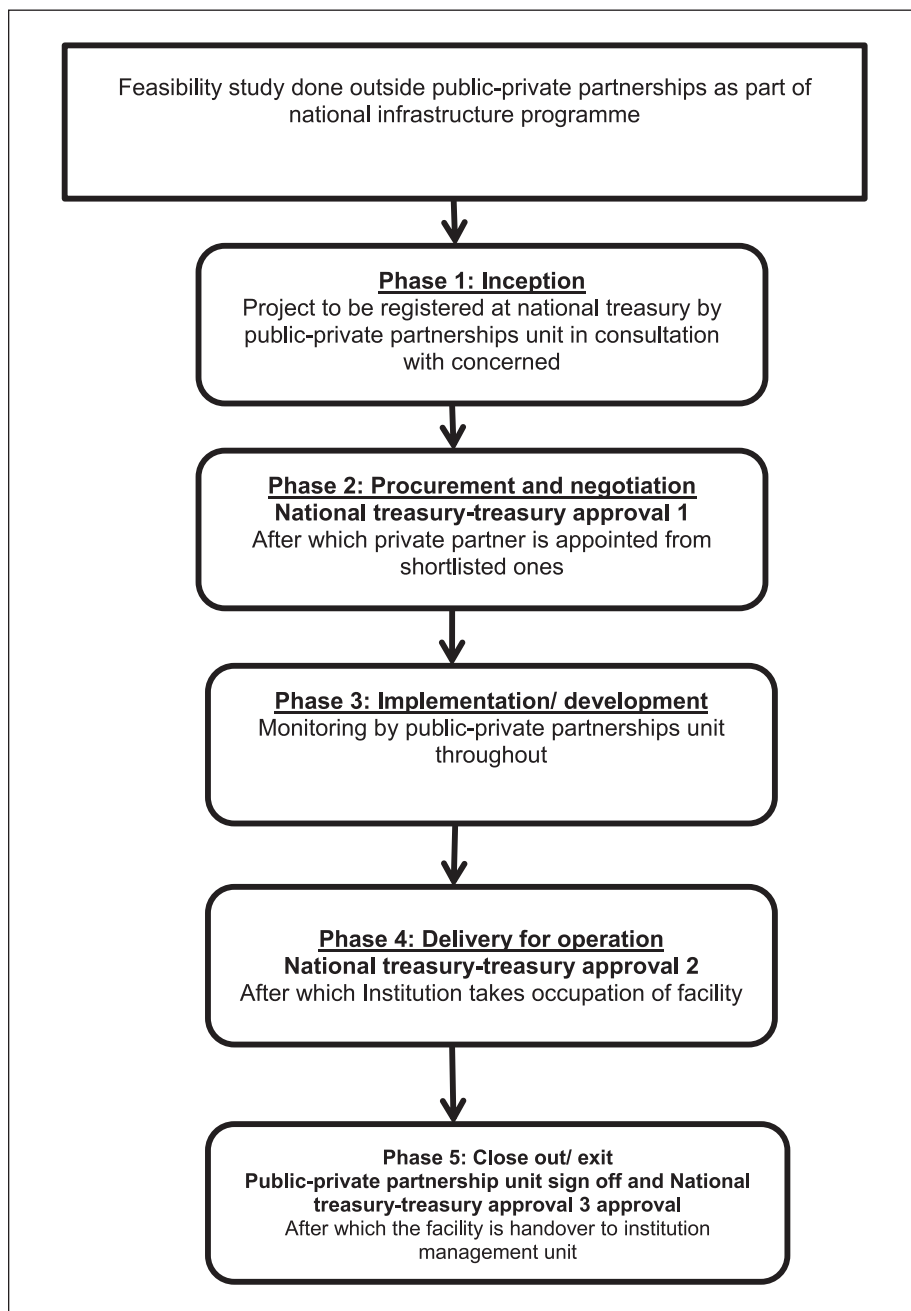 Feasibility study done outside public-private partnerships as part of
national infrastructure programme
Phase 1: Inception
Project to be registered at national treasury by
public-private partnerships unit in consultation
with concerned
Phase 2: Procurement and negotiation
National treasury-treasury approval 1
After which private partner is appointed from
shortlisted ones
Phase 3: Implementation/ development
Monitoring by public-private partnerships unit
throughout
Phase 4: Delivery for operation
National treasury-treasury approval 2
After which Institution takes occupation of facility
Phase 5: Close out/ exit
Public-private partnership unit sign off and National
treasury-treasury approval 3 approval
After which the facility is handover to institution
management unit